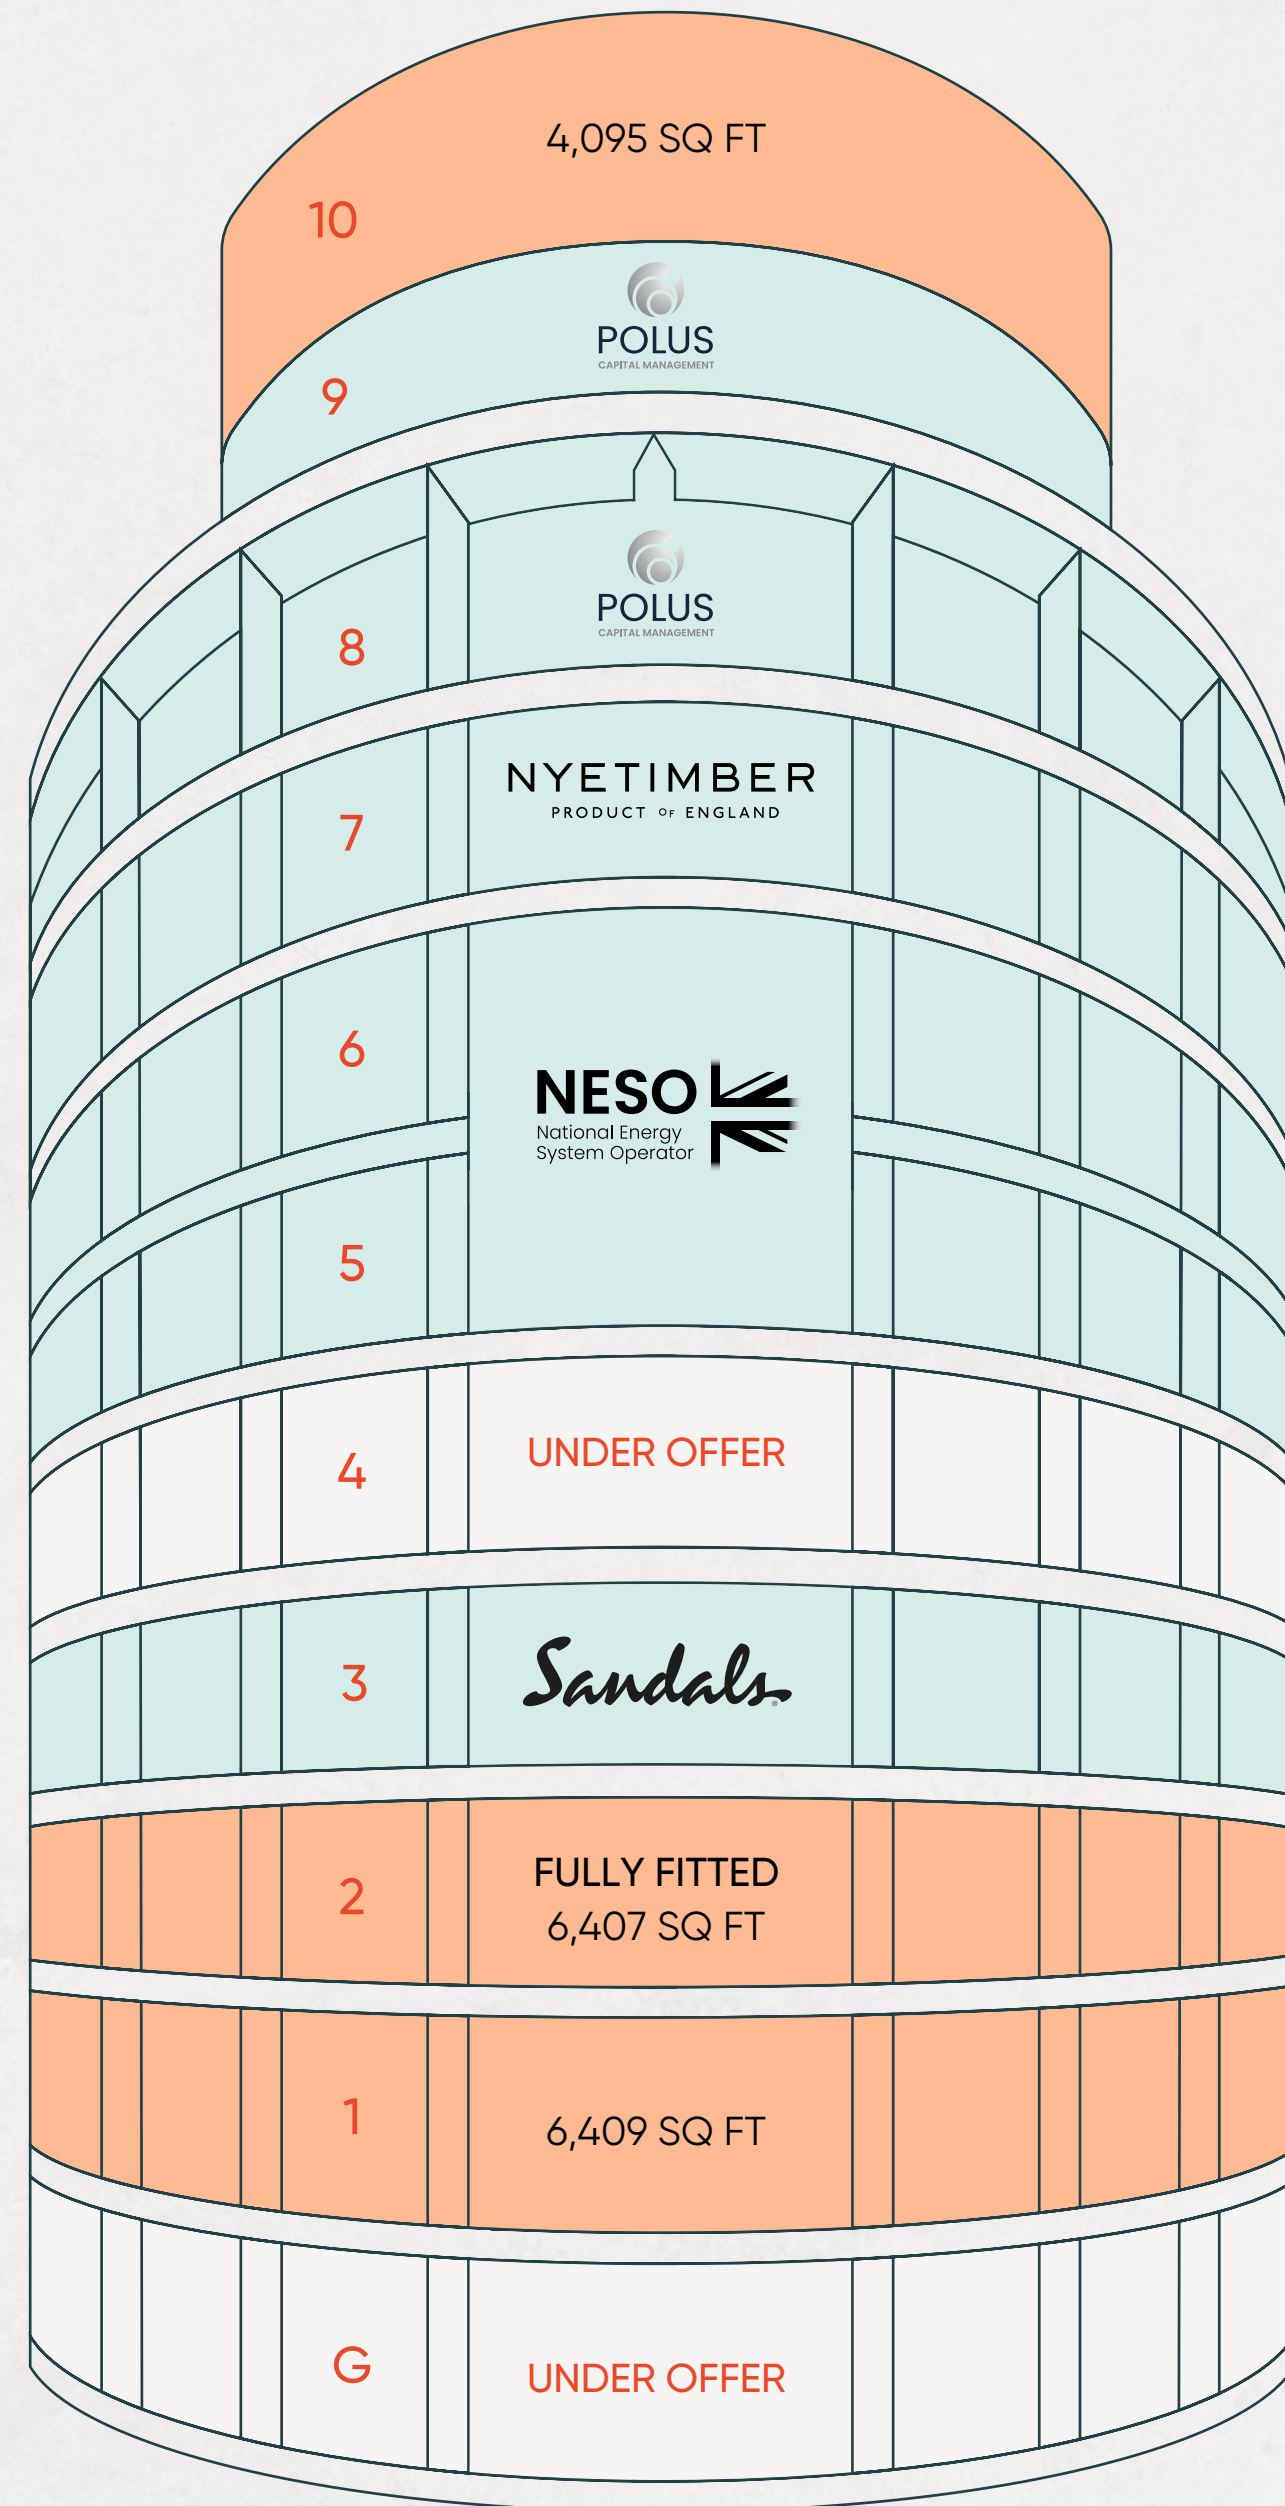 4,095 SQ FT
10
POLUS
CAPITAL MANAGEMENT
9
POLUS
CAPITAL MANAGEMENT
8
NYETIMBER
PRODUCT OF ENGLAND
7
6
NESO
National Energy
System Operator
5
UNDER OFFER
4
Sandals®
3
FULLY FITTED
6,407 SQ FT
2
1
6,409 SQ FT
G
UNDER OFFER